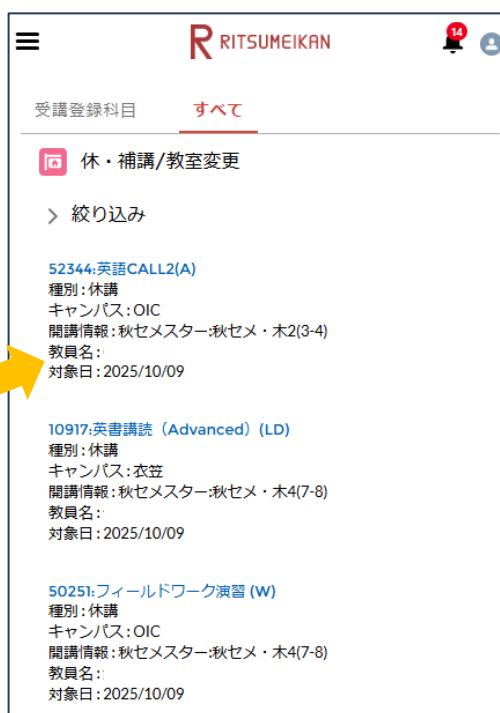 RITSUMEIKAN
14
受講登録科目 すべて
休・補講/教室変更
絞り込み
52344:英語CALL2(A)
種別:休講
キャンパス:OIC
開講情報:秋セメスター:秋セメ・木2(3-4)
教員名:
対象日:2025/10/09
10917:英書講読（Advanced）(LD)
種別:休講
キャンパス:衣笠
開講情報:秋セメスター:秋セメ・木4(7-8)
教員名:
対象日:2025/10/09
50251:フィールドワーク演習 (W)
種別:休講
キャンパス:OIC
開講情報:秋セメスター:秋セメ・木4(7-8)
教員名:
対象日:2025/10/09